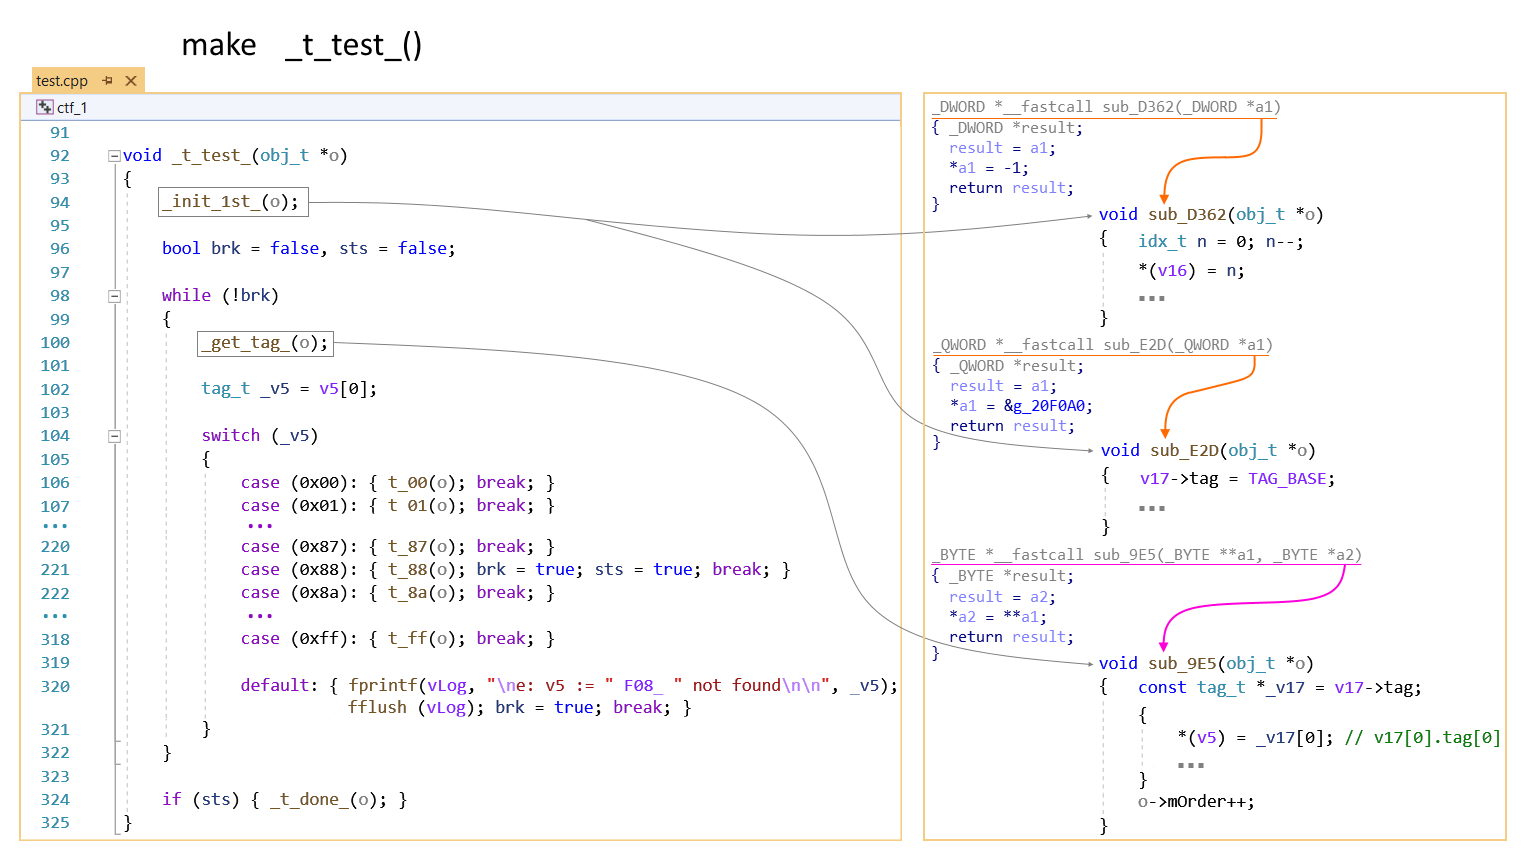 make _t_test_()
test.cpp
ctf_1
91
92 void _t_test_(obj_t *o)
93 {
94 _init_1st_(o);
95
96 bool brk = false, sts = false;
97
98 while (!brk)
99 {
100 _get_tag_(o);
101
102 tag_t _v5 = v5[0];
103
104 switch (_v5)
105 {
106 case (0x00): { t_00(o); break; }
107 case (0x01): { t 01(o); break; }
... ...
220 case (0x87): { t_87(o); break; }
221 case (0x88): { t_88(o); brk = true; sts = true; break; }
222 case (0x8a): { t_8a(o); break; }
... ...
318 case (0xff): { t_ff(o); break; }
319
320 default: { fprintf(vLog, "\ne: v5 := " F08_ " not found\n\n", _v5);
fflush (vLog); brk = true; break; }
321 }
322 }
323
324 if (sts) { _t_done_(o); }
325 }
_DWORD *__fastcall sub_D362(_DWORD *a1)
{ _DWORD *result;
result = a1;
*a1 = -1;
return result;
}
void sub_D362(obj_t *o)
{ idx_t n = 0; n--;
*(v16) = n;
...
}
_QWORD *__fastcall sub_E2D(_QWORD *a1)
{ _QWORD *result;
result = a1;
*a1 = &g_20F0A0;
return result;
}
void sub_E2D(obj_t *o)
{ v17->tag = TAG_BASE;
...
}
_BYTE *__fastcall sub_9E5(_BYTE **a1, _BYTE *a2)
{ _BYTE *result;
result = a2;
*a2 = **a1;
return result;
}
void sub_9E5(obj_t *o)
{ const tag_t *_v17 = v17->tag;
{
*(v5) = _v17[0]; // v17[0].tag[0]
...
}
o->mOrder++;
}